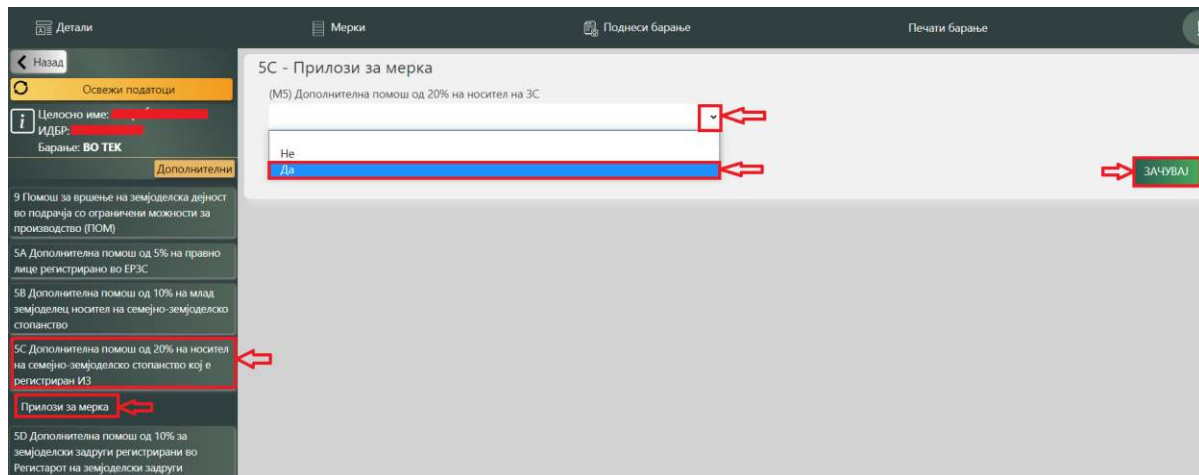 Детали
Мерки
Поднеси барање
Печати барање
Назад
Освежи податоци
Целосно име:
ИДБР:
Барање: ВО ТЕК
Дополнителни
9 Помош за вршење на земјоделска дејност
во подрачја со ограничени можности за
производство (ПОМ)
5A Дополнителна помош од 5% на правно
лице регистрирано во ЕРЗС
5B Дополнителна помош од 10% на млад
земјоделец носител на семејно-земјоделско
стопанство
5C Дополнителна помош од 20% на носител
на семејно-земјоделско стопанство кој е
регистриран ИЗ
Прилози за мерка
5D Дополнителна помош од 10% за
земјоделски задруги регистрирани во
Регистарот на земјоделски задруги
5C - Прилози за мерка
(М5) Дополнителна помош од 20% на носител на ЗС
Не
Да
ЗАЧУВАЈ